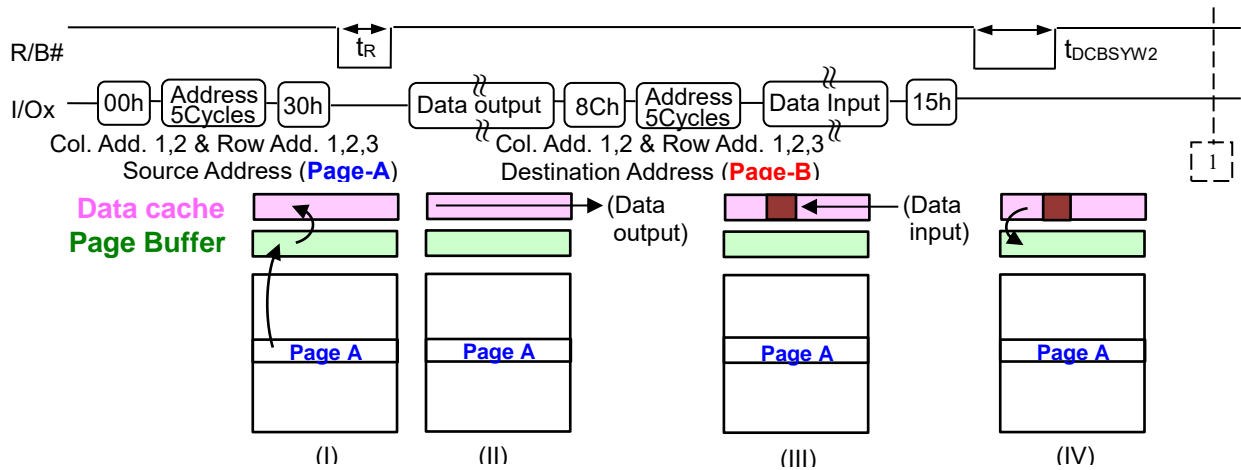 R/B#
tR
tDCBSYW2
I/Ox
00h
Address
5Cycles
30h
Data output
8Ch
Address
5Cycles
Data Input
15h
1
Col. Add. 1,2 & Row Add. 1,2,3
Source Address (Page-A)
Col. Add. 1,2 & Row Add. 1,2,3
Destination Address (Page-B)
Data cache
Page Buffer
(Data
output)
(Data
input)
Page A
Page A
Page A
Page A
(I)
(II)
(III)
(IV)